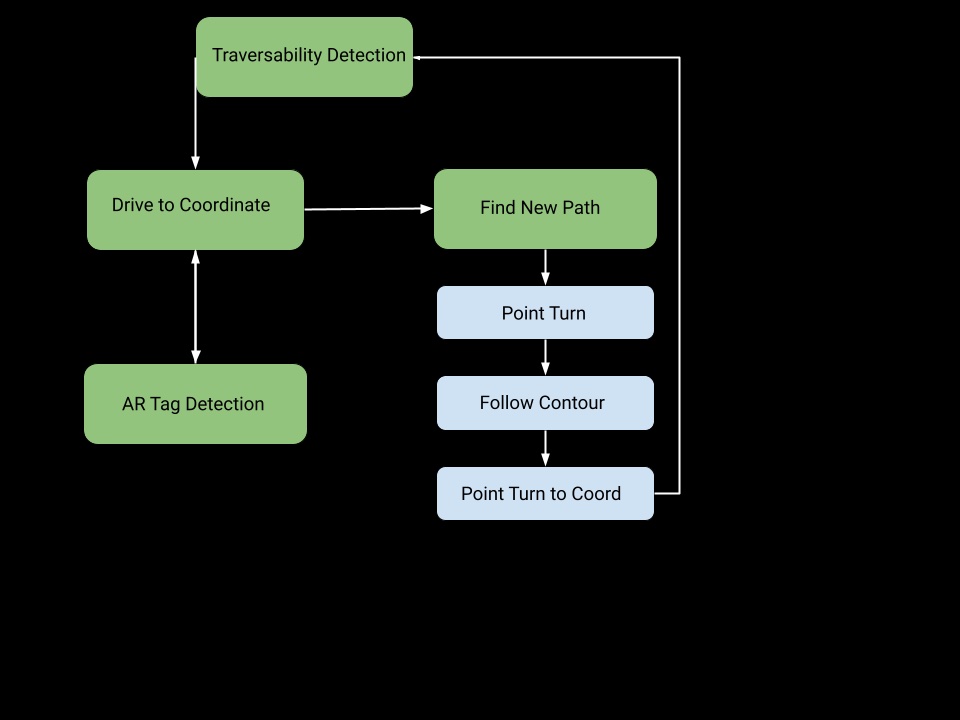 Traversability Detection
Drive to Coordinate
Find New Path
Point Turn
AR Tag Detection
Follow Contour
Point Turn to Coord